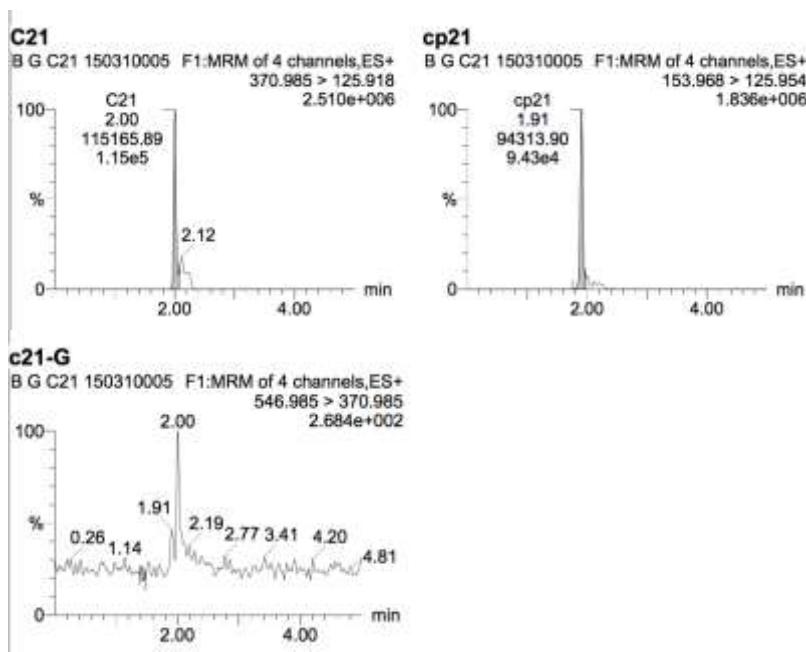 C21
B G C21 150310005 F1:MRM of 4 channels,ES+
370.985 > 125.918
2.510e+006
100
C21
2.00
115165.89
1.15e5
%
2.12
0
min
2.00
4.00
cp21
B G C21 150310005 F1:MRM of 4 channels,ES+
153.968 > 125.954
1.836e+006
100
cp21
1.91
94313.90
9.43e4
%
0
min
2.00
4.00
c21-G
B G C21 150310005 F1:MRM of 4 channels,ES+
546.985 > 370.985
2.684e+002
2.00
100
1.91
%
2.19
0.26
1.14
2.77
3.41
4.20
4.81
0
min
2.00
4.00